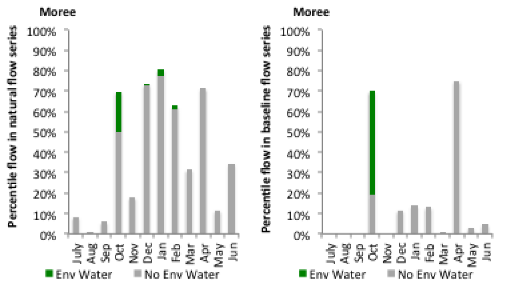 Moree
Percentile flow in natural flow series
100%
90%
80%
70%
60%
50%
40%
30%
20%
10%
0%
July Aug Sep Oct Nov Dec Jan Feb Mar Apr May Jun
Env Water No Env Water
Moree
Percentile flow in baseline flow series
100%
90%
80%
70%
60%
50%
40%
30%
20%
10%
0%
July Aug Sep Oct Nov Dec Jan Feb Mar Apr May Jun
Env Water No Env Water